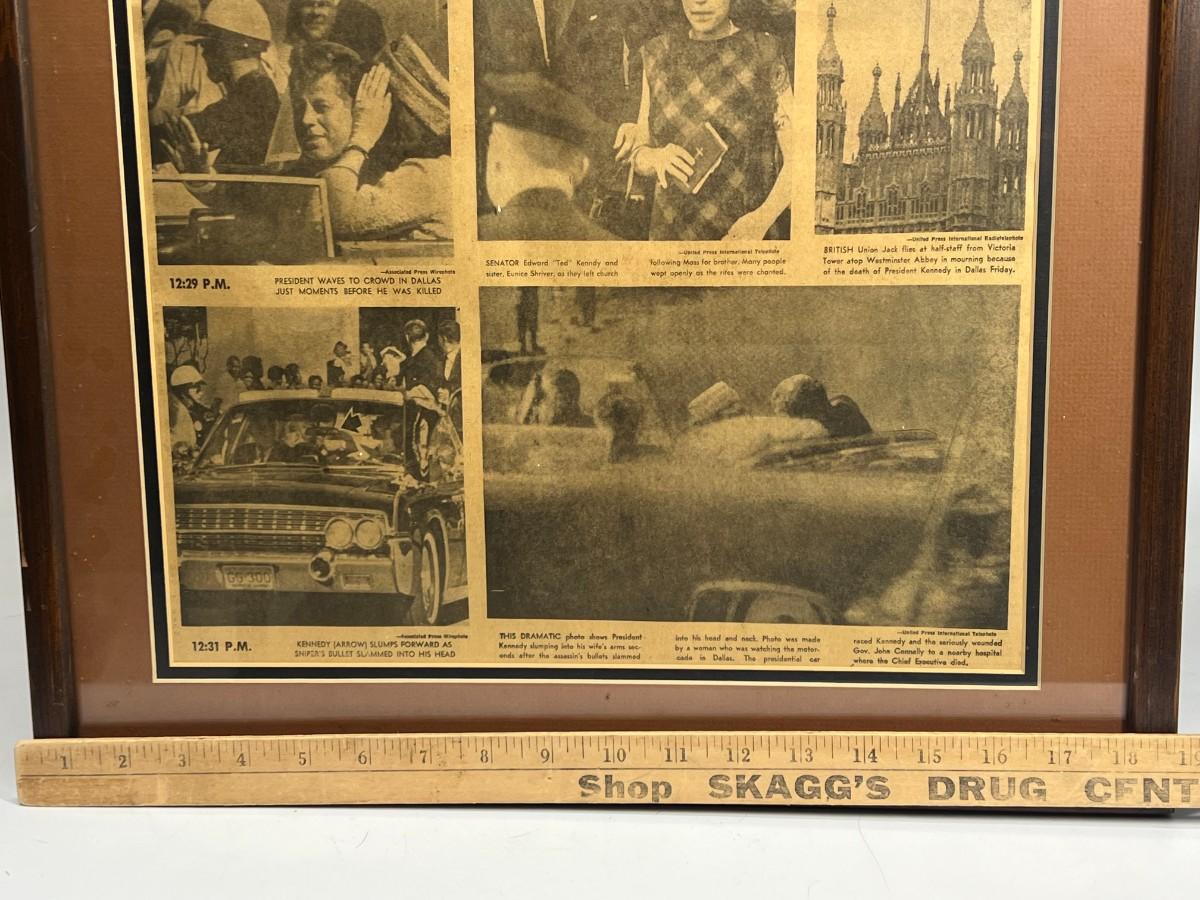 —Associated Press Wirephoto
12:29 P.M.
PRESIDENT WAVES TO CROWD IN DALLAS
JUST MOMENTS BEFORE HE WAS KILLED
—United Press International Telephoto
SENATOR Edward "Ted" Kenndy and
sister, Eunice Shriver, as they left church
following Mass for brother. Many people
wept openly as the rites were chanted.
—United Press International Radiotelephoto
BRITISH Union Jack flies at half-staff from Victoria
Tower atop Westminster Abbey in mourning because
of the death of President Kennedy in Dallas Friday.
GG 300
—Associated Press Wirephoto
12:31 P.M.
KENNEDY (ARROW) SLUMPS FORWARD AS
SNIPER'S BULLET SLAMMED INTO HIS HEAD
THIS DRAMATIC photo shows President
Kennedy slumping into his wife's arms sec-
onds after the assassin's bullets slammed
into his head and neck. Photo was made
by a woman who was watching the motor-
cade in Dallas. The presidential car
—United Press International Telephoto
raced Kennedy and the seriously wounded
Gov. John Connally to a nearby hospital
where the Chief Executive died.
1 2 3 4 5 6 7 8 9 10 11 12 13 14 15 16 17 18 19
Shop SKAGG'S DRUG CENT